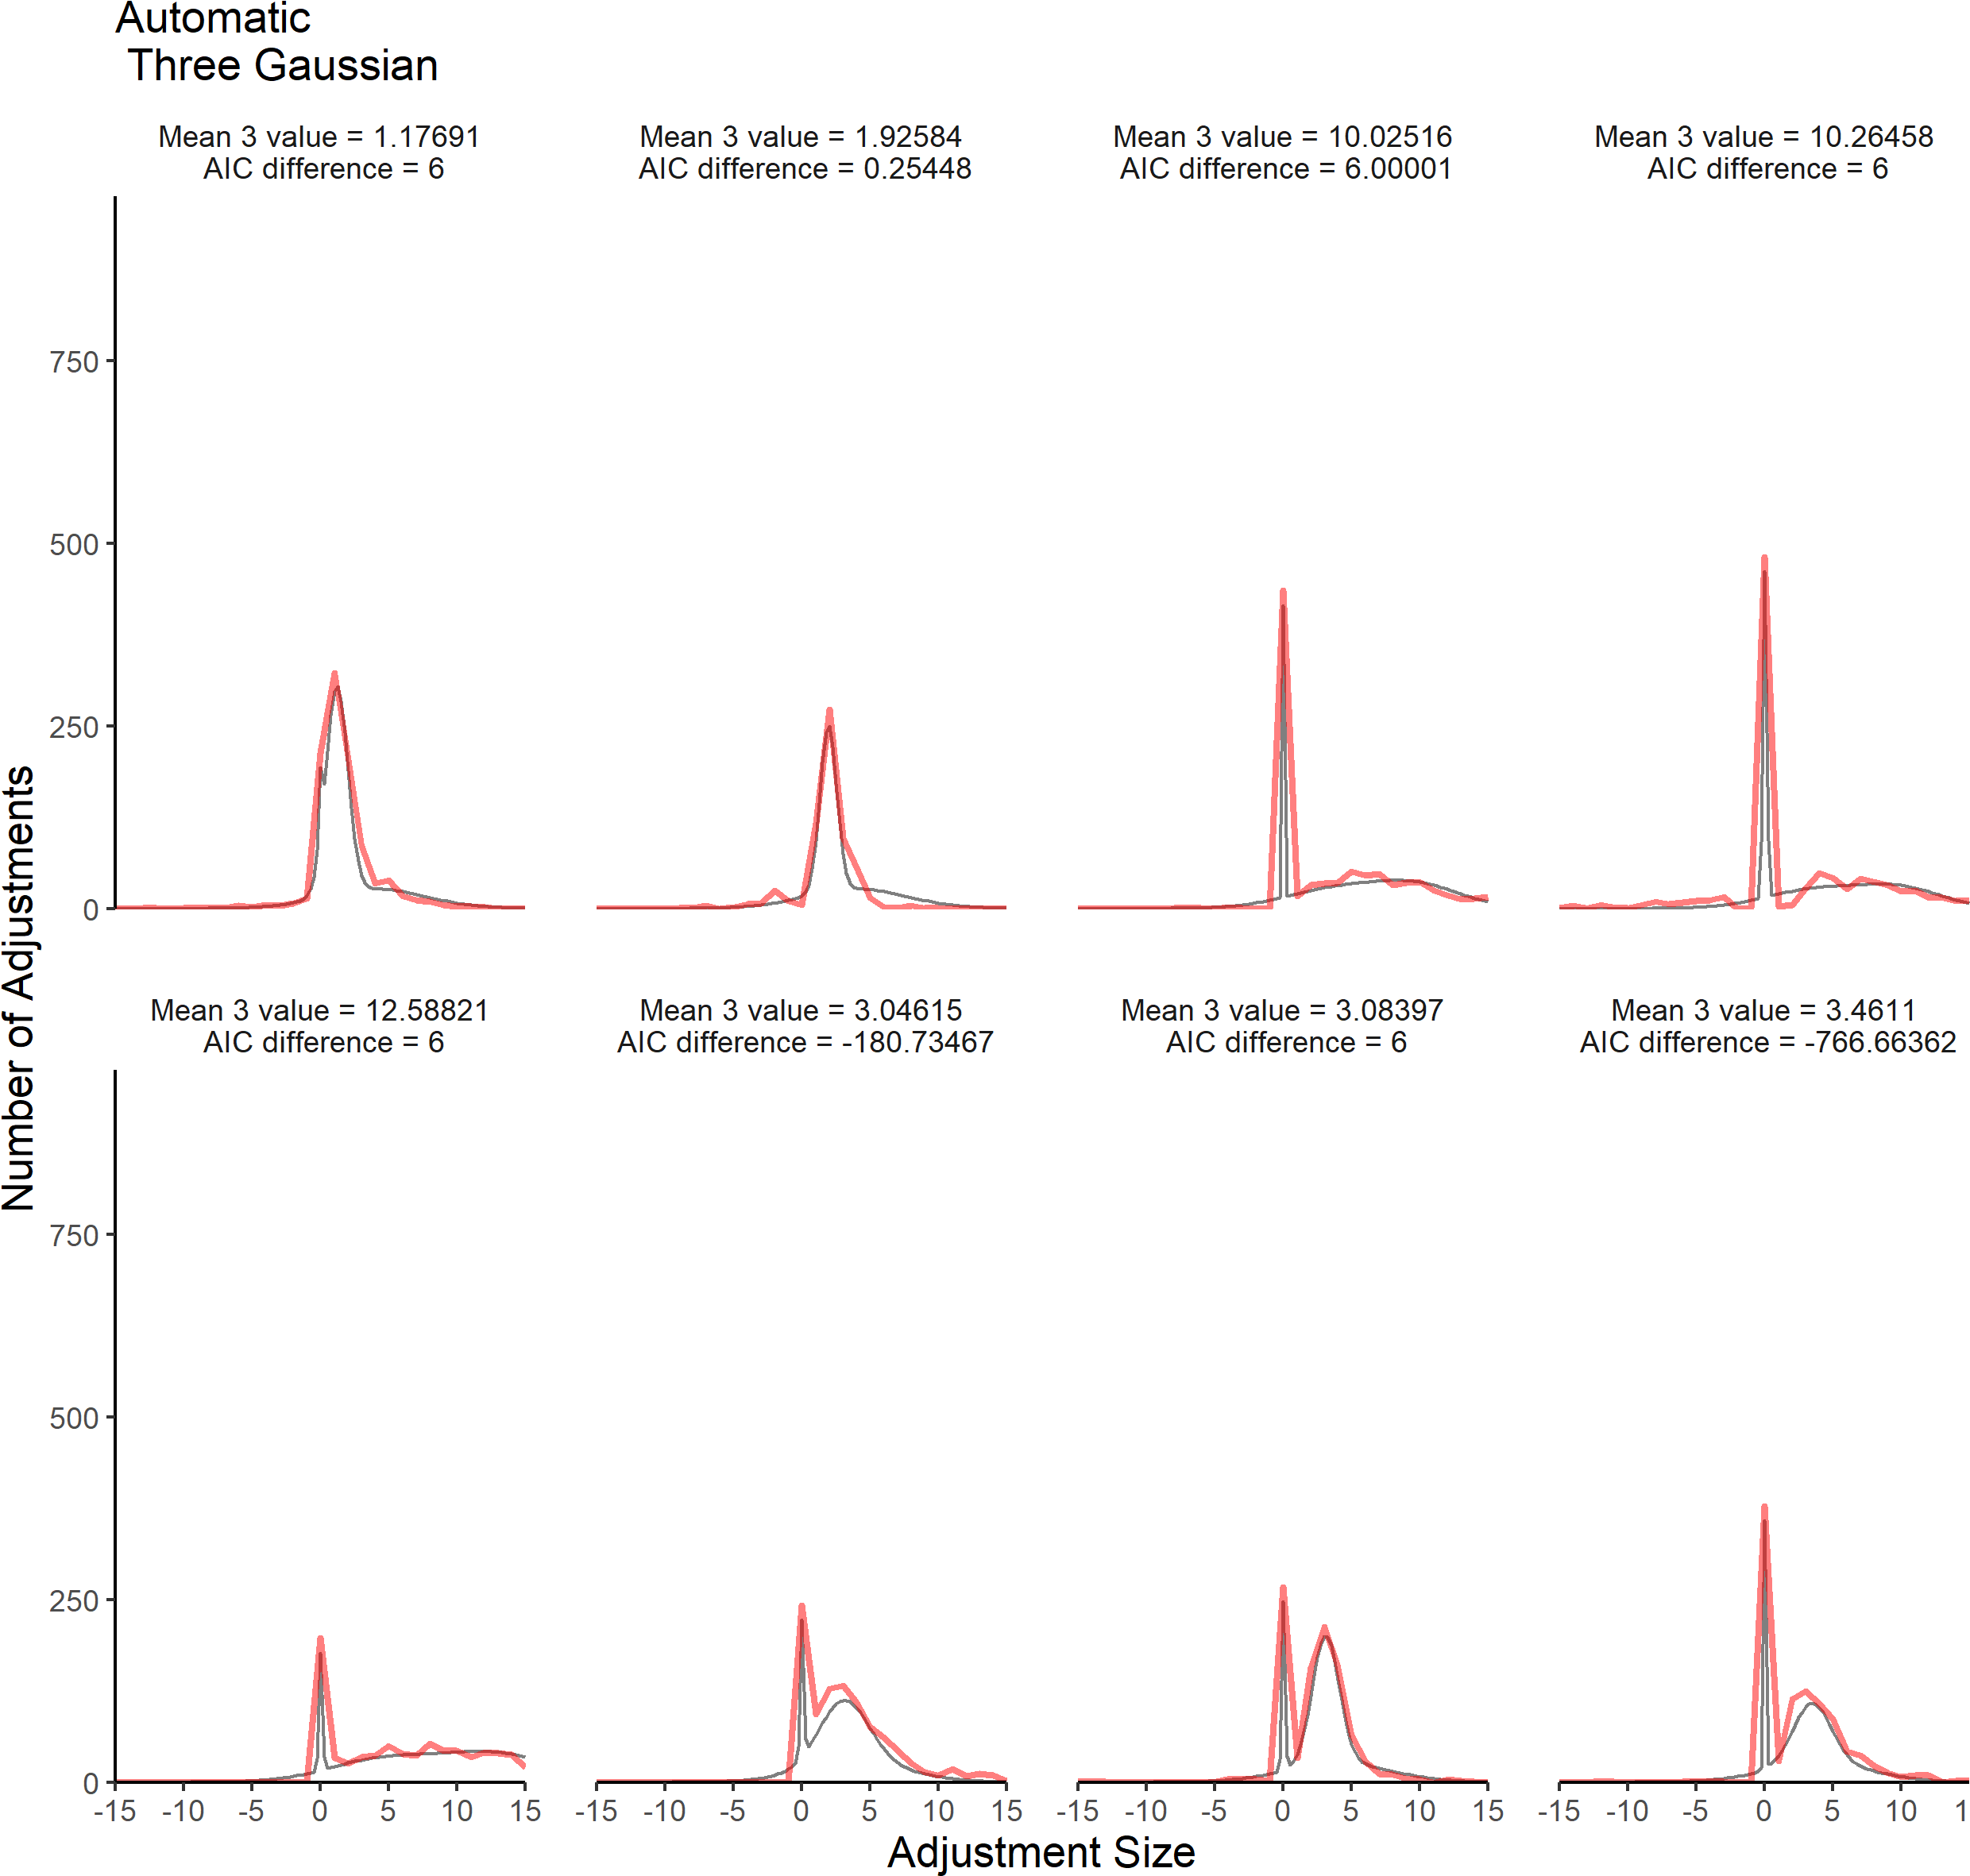 Automatic
Three Gaussian
Mean 3 value = 1.17691
AIC difference = 6
Mean 3 value = 1.92584
AIC difference = 0.25448
Mean 3 value = 10.02516
AIC difference = 6.00001
Mean 3 value = 10.26458
AIC difference = 6
750
500
250
0
Number of Adjustments
Mean 3 value = 12.58821
AIC difference = 6
Mean 3 value = 3.04615
AIC difference = -180.73467
Mean 3 value = 3.08397
AIC difference = 6
Mean 3 value = 3.4611
AIC difference = -766.66362
750
500
250
0
-15 -10 -5 0 5 10 15
-15 -10 -5 0 5 10 15
-15 -10 -5 0 5 10 15
-15 -10 -5 0 5 10 1
Adjustment Size